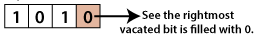 1 0 1 0 See the rightmost
vacated bit is filled with 0.